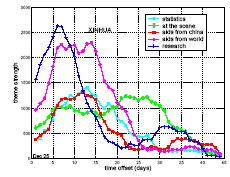 3000
2500
2000
1500
1000
500
0
theme strength
XINHUA
statistics
at the scene
aids from china
aids from world
research
Dec 26
0 5 10 15 20 25 30 35 40 45
time offset (days)